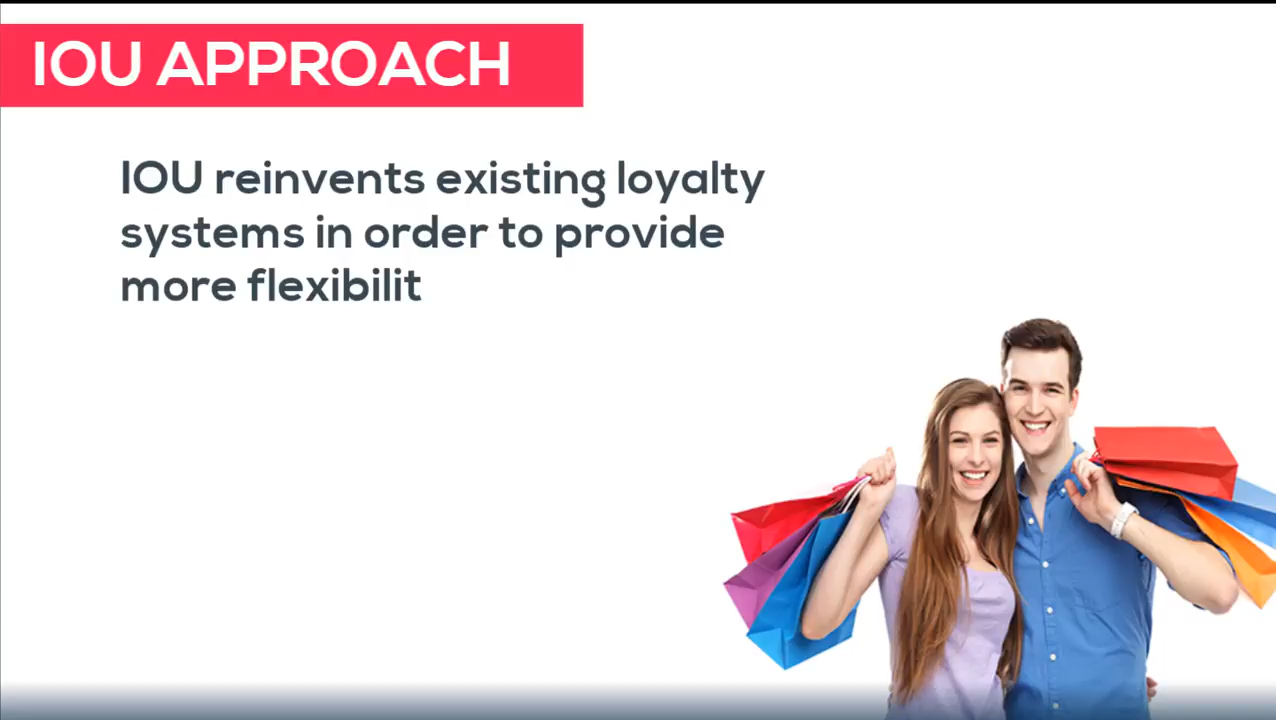 IOU APPROACH
IOU reinvents existing loyalty
systems in order to provide
more flexibilit